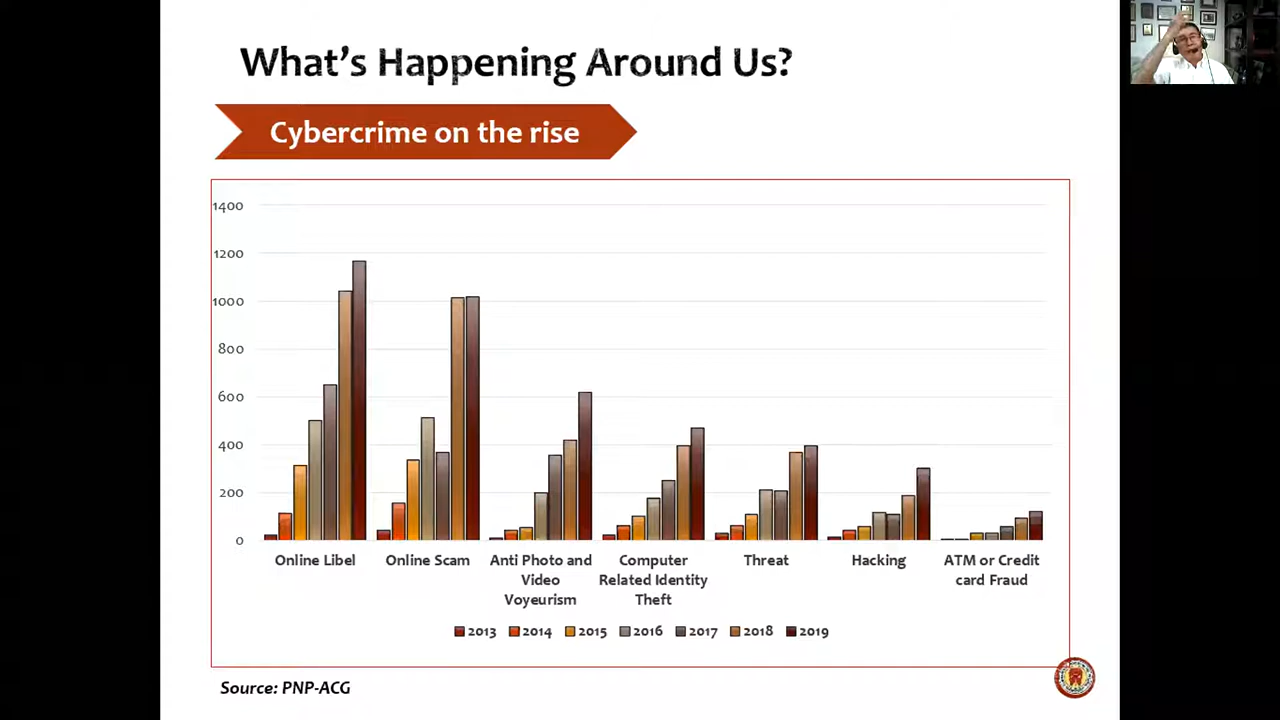 What's Happening Around Us?
Cybercrime on the rise
1400
1200
1000
800
600
400
200
0
Online Libel
Online Scam
Anti Photo and
Video
Voyeurism
Computer
Related Identity
Theft
Threat
Hacking
ATM or Credit
card Fraud
2013 2014 2015 2016 2017 2018 2019
Source: PNP-ACG